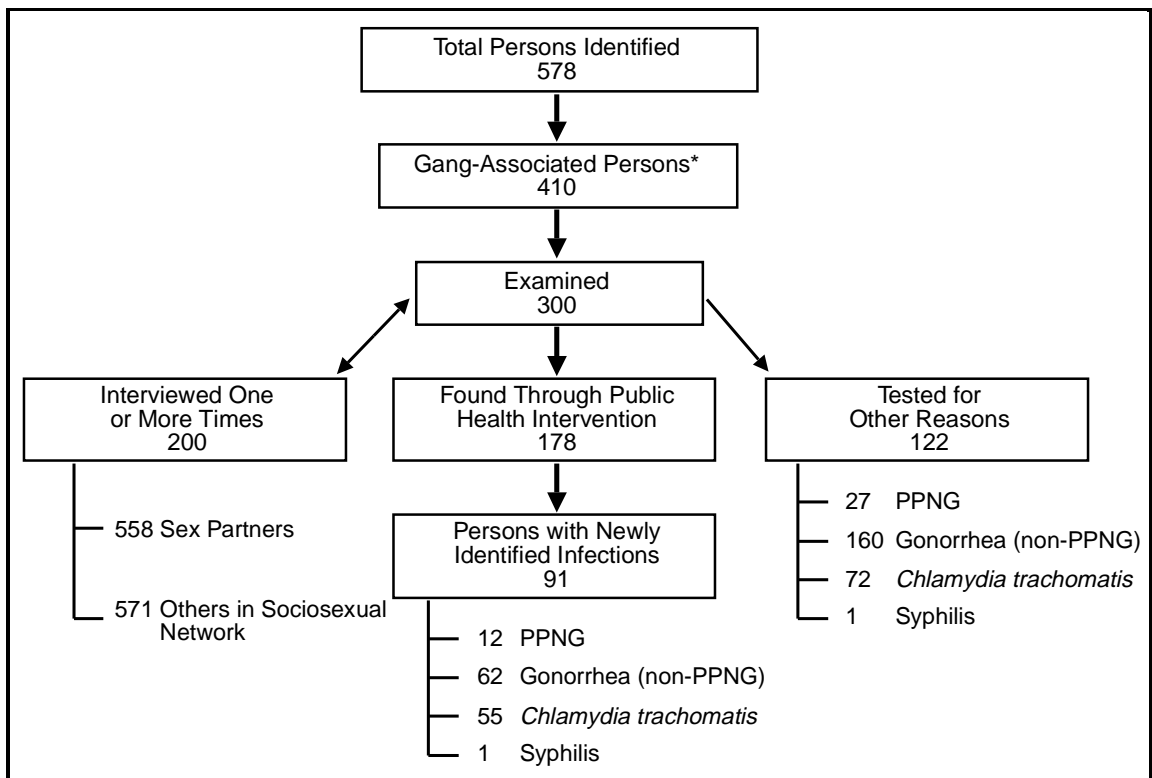 Total Persons Identified
578
Gang-Associated Persons*
410
Examined
300
Interviewed One
or More Times
200
558 Sex Partners
571 Others in Sociosexual
Network
Found Through Public
Health Intervention
178
Persons with Newly
Identified Infections
91
12 PPNG
62 Gonorrhea (non-PPNG)
55 Chlamydia trachomatis
1 Syphilis
Tested for
Other Reasons
122
27 PPNG
160 Gonorrhea (non-PPNG)
72 Chlamydia trachomatis
1 Syphilis